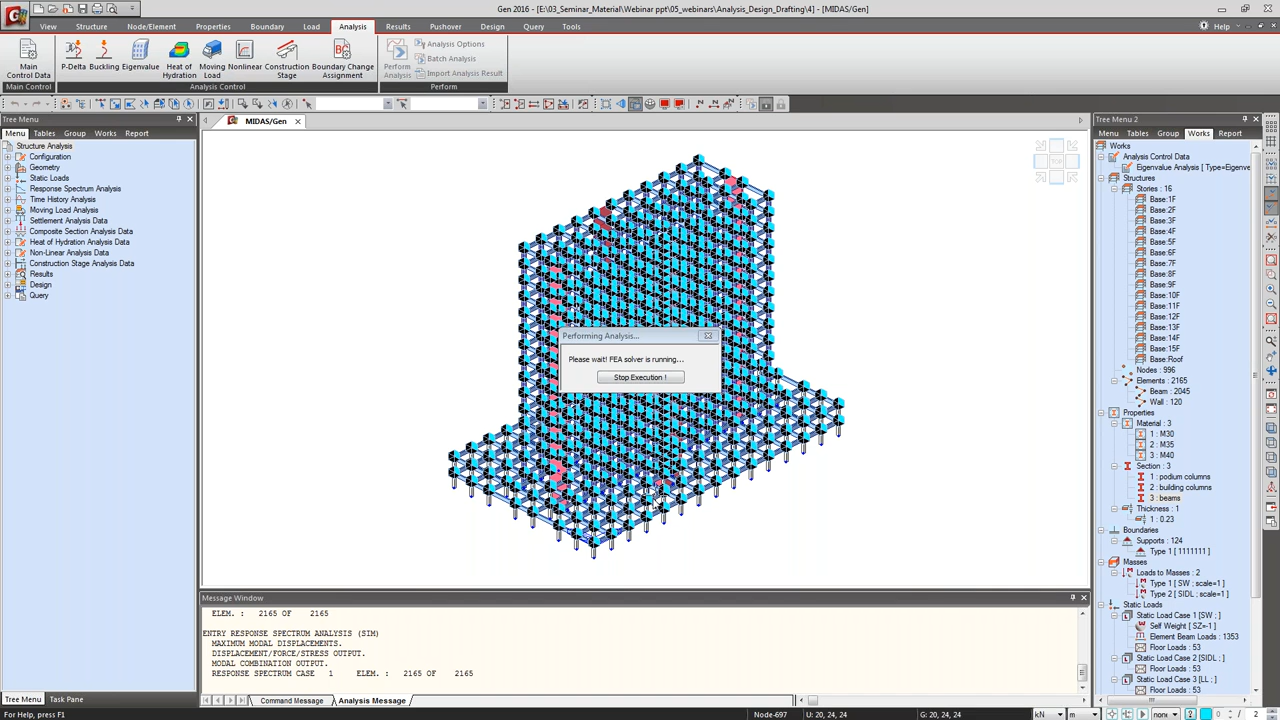 Gen 2016 - [E:\03_Seminar_Material\Webinar ppt\05_webinars\Analysis_Design_Drafting\4] - [MIDAS/Gen]
View Structure Node/Element Properties Boundary Load Analysis Results Pushover Design Query Tools Help
Main Control Data
P-Delta Buckling Eigenvalue Heat of Hydration Moving Load Nonlinear Construction Stage Boundary Change Assignment
Perform Analysis
Analysis Options
Batch Analysis
Import Analysis Result
Main Control Analysis Control Perform
Tree Menu
Menu Tables Group Works Report
Structure Analysis
Configuration
Geometry
Static Loads
Response Spectrum Analysis
Time History Analysis
Moving Load Analysis
Settlement Analysis Data
Composite Section Analysis Data
Heat of Hydration Analysis Data
Non-Linear Analysis Data
Construction Stage Analysis Data
Results
Design
Query
Tree Menu Task Pane
MIDAS/Gen
TOP
Performing Analysis...
Please wait! FEA solver is running...
Stop Execution !
Message Window
ELEM. : 2165 OF 2165
ENTRY RESPONSE SPECTRUM ANALYSIS (SIM)
MAXIMUM MODAL DISPLACEMENTS.
DISPLACEMENT/FORCE/STRESS OUTPUT.
MODAL COMBINATION OUTPUT.
RESPONSE SPECTRUM CASE 1 ELEM. : 2165 OF 2165
Command Message Analysis Message
Tree Menu 2
Menu Tables Group Works Report
Works
Analysis Control Data
Eigenvalue Analysis [ Type=Eigenve
Structures
Stories : 16
Base:1F
Base:2F
Base:3F
Base:4F
Base:5F
Base:6F
Base:7F
Base:8F
Base:9F
Base:10F
Base:11F
Base:12F
Base:13F
Base:14F
Base:15F
Base:Roof
Nodes : 996
Elements : 2165
Beam : 2045
Wall : 120
Properties
Material : 3
1 : M30
2 : M35
3 : M40
Section : 3
1 : podium columns
2 : building columns
3 : beams
Thickness : 1
1 : 0.23
Boundaries
Supports : 124
Type 1 [ 1111111 ]
Masses
Loads to Masses : 2
Type 1 [ SW ; scale=1 ]
Type 2 [ SIDL ; scale=1 ]
Static Loads
Static Load Case 1 [SW ; ]
Self Weight [ SZ=-1 ]
Element Beam Loads : 1353
Floor Loads : 53
Static Load Case 2 [SIDL ; ]
Floor Loads : 53
Static Load Case 3 [LL ; ]
Floor Loads : 53
For Help, press F1
Node-697 U: 20, 24, 24 G: 20, 24, 24 kN m none ? / 2